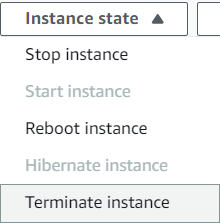 Instance state ▲
Stop instance
Start instance
Reboot instance
Hibernate instance
Terminate instance